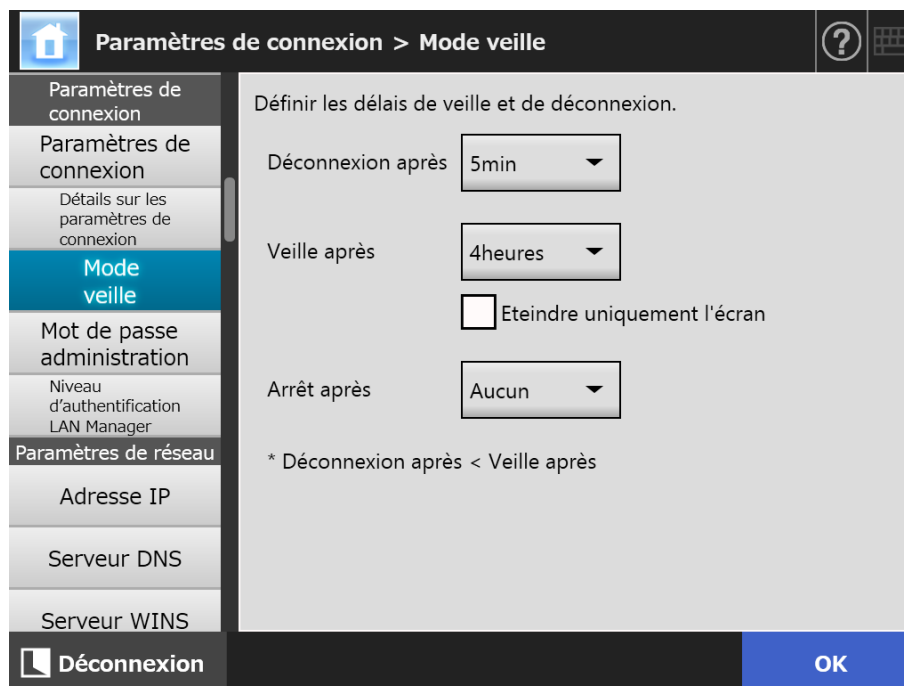 Paramètres de connexion > Mode veille
?
Paramètres de
connexion
Paramètres de
connexion
Détails sur les
paramètres de
connexion
Mode
veille
Mot de passe
administration
Niveau
d’authentification
LAN Manager
Paramètres de réseau
Adresse IP
Serveur DNS
Serveur WINS
Définir les délais de veille et de déconnexion.
Déconnexion après 5min
Veille après 4heures
Eteindre uniquement l'écran
Arrêt après Aucun
* Déconnexion après < Veille après
Déconnexion
OK